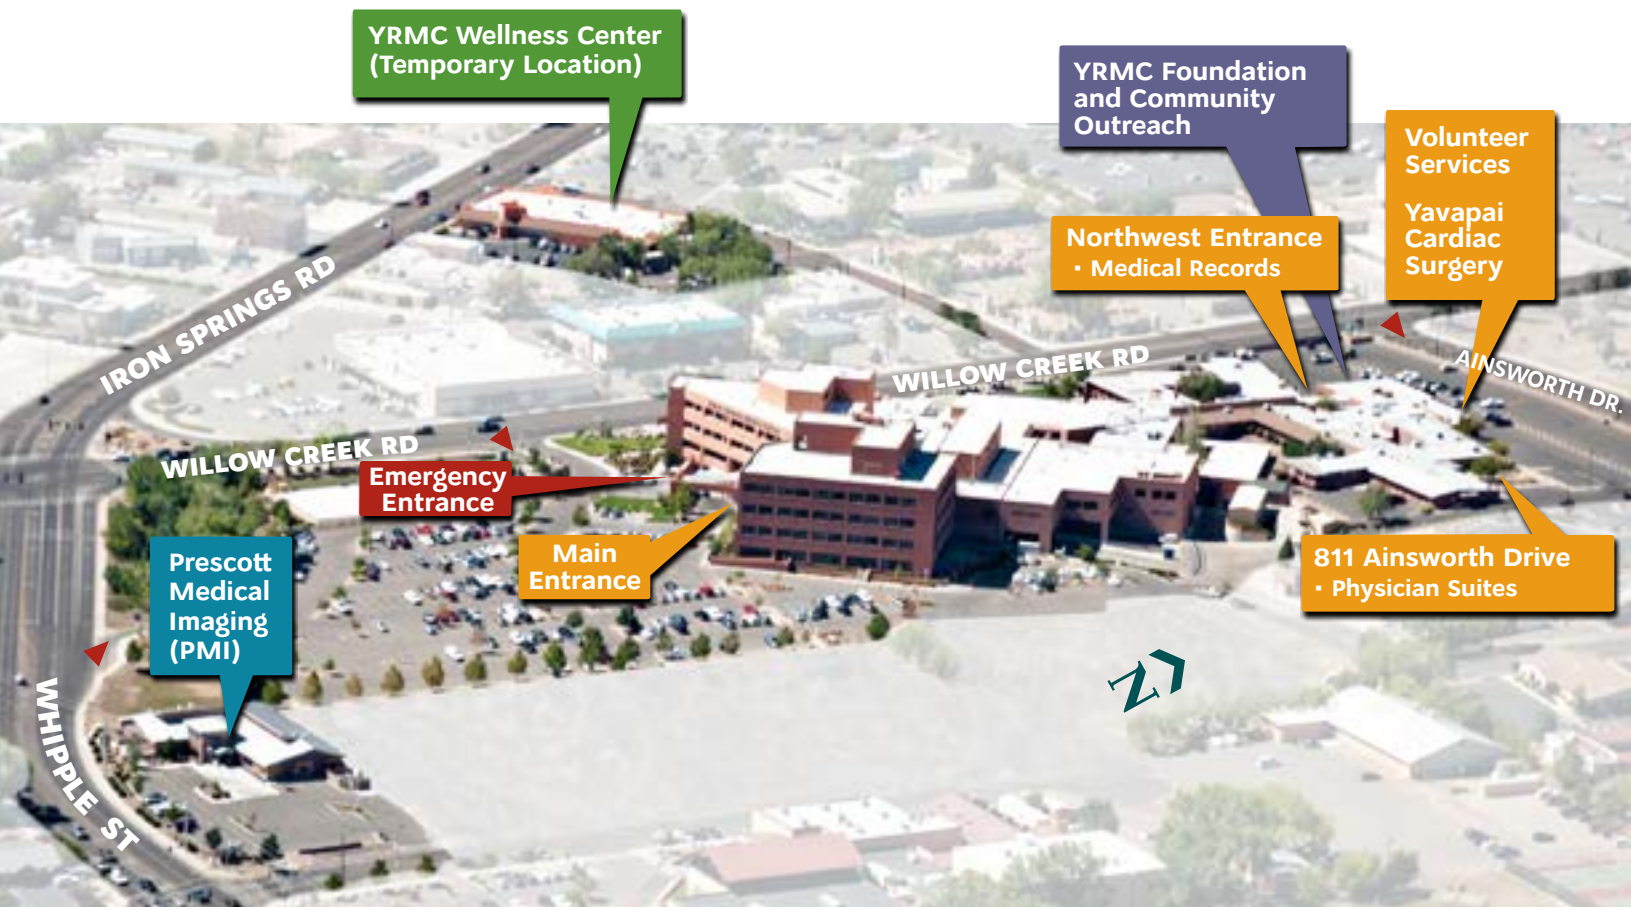 YRMC Wellness Center
(Temporary Location)
YRMC Foundation
and Community
Outreach
Volunteer
Services
Yavapai
Cardiac
Surgery
Northwest Entrance
▪ Medical Records
IRON SPRINGS RD
WILLOW CREEK RD
AINSWORTH DR.
WILLOW CREEK RD
Emergency
Entrance
Main
Entrance
811 Ainsworth Drive
▪ Physician Suites
Prescott
Medical
Imaging
(PMI)
N
WHIPPLE ST